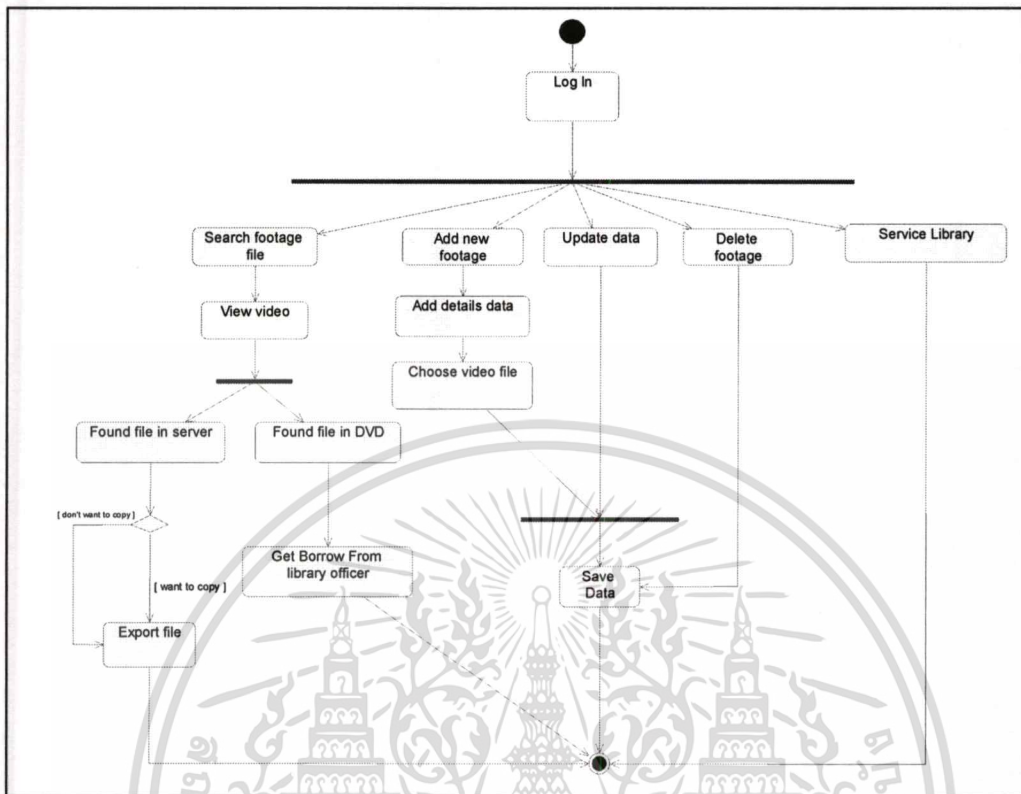 Log In
Search footage
file
Add new
footage
Update data
Delete
footage
Service Library
View video
Add details data
Choose video file
Found file in server
Found file in DVD
[ don't want to copy ]
[ want to copy ]
Get Borrow From
library officer
Save
Data
Export file